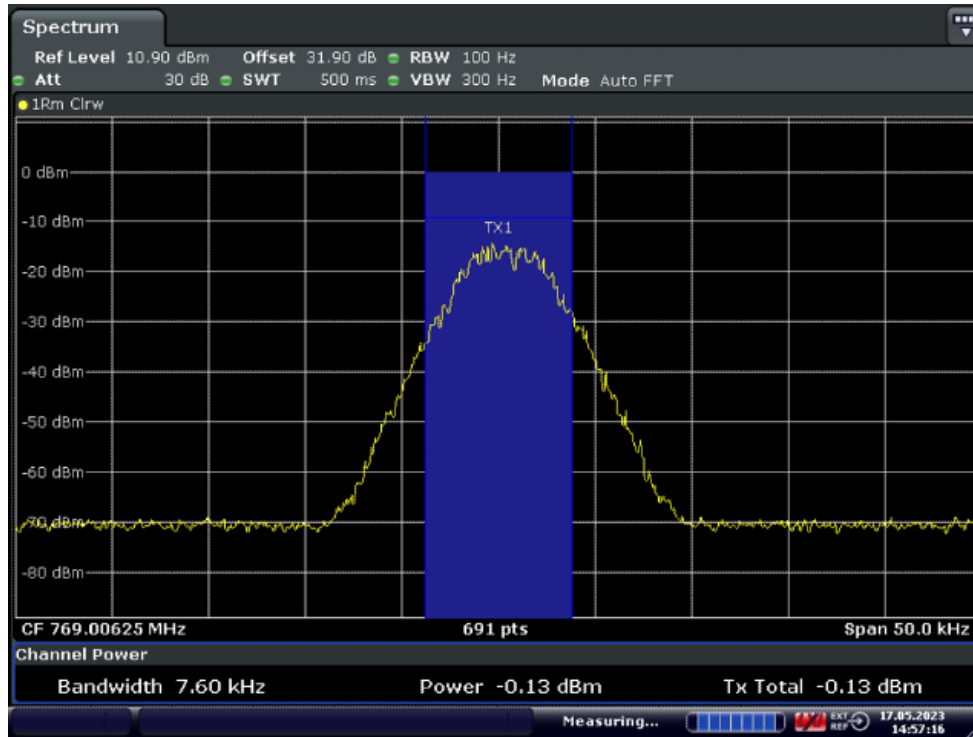 Spectrum
Ref Level 10.90 dBm Offset 31.90 dB RBW 100 Hz
Att 30 dB SWT 500 ms VBW 300 Hz Mode Auto FFT
1Rm Clrw
0 dBm
-10 dBm
TX1
-20 dBm
-30 dBm
-40 dBm
-50 dBm
-60 dBm
-70 dBm
-80 dBm
CF 769.00625 MHz 691 pts Span 50.0 kHz
Channel Power
Bandwidth 7.60 kHz Power -0.13 dBm Tx Total -0.13 dBm
Measuring... EXT REF 17.05.2023
14:57:16